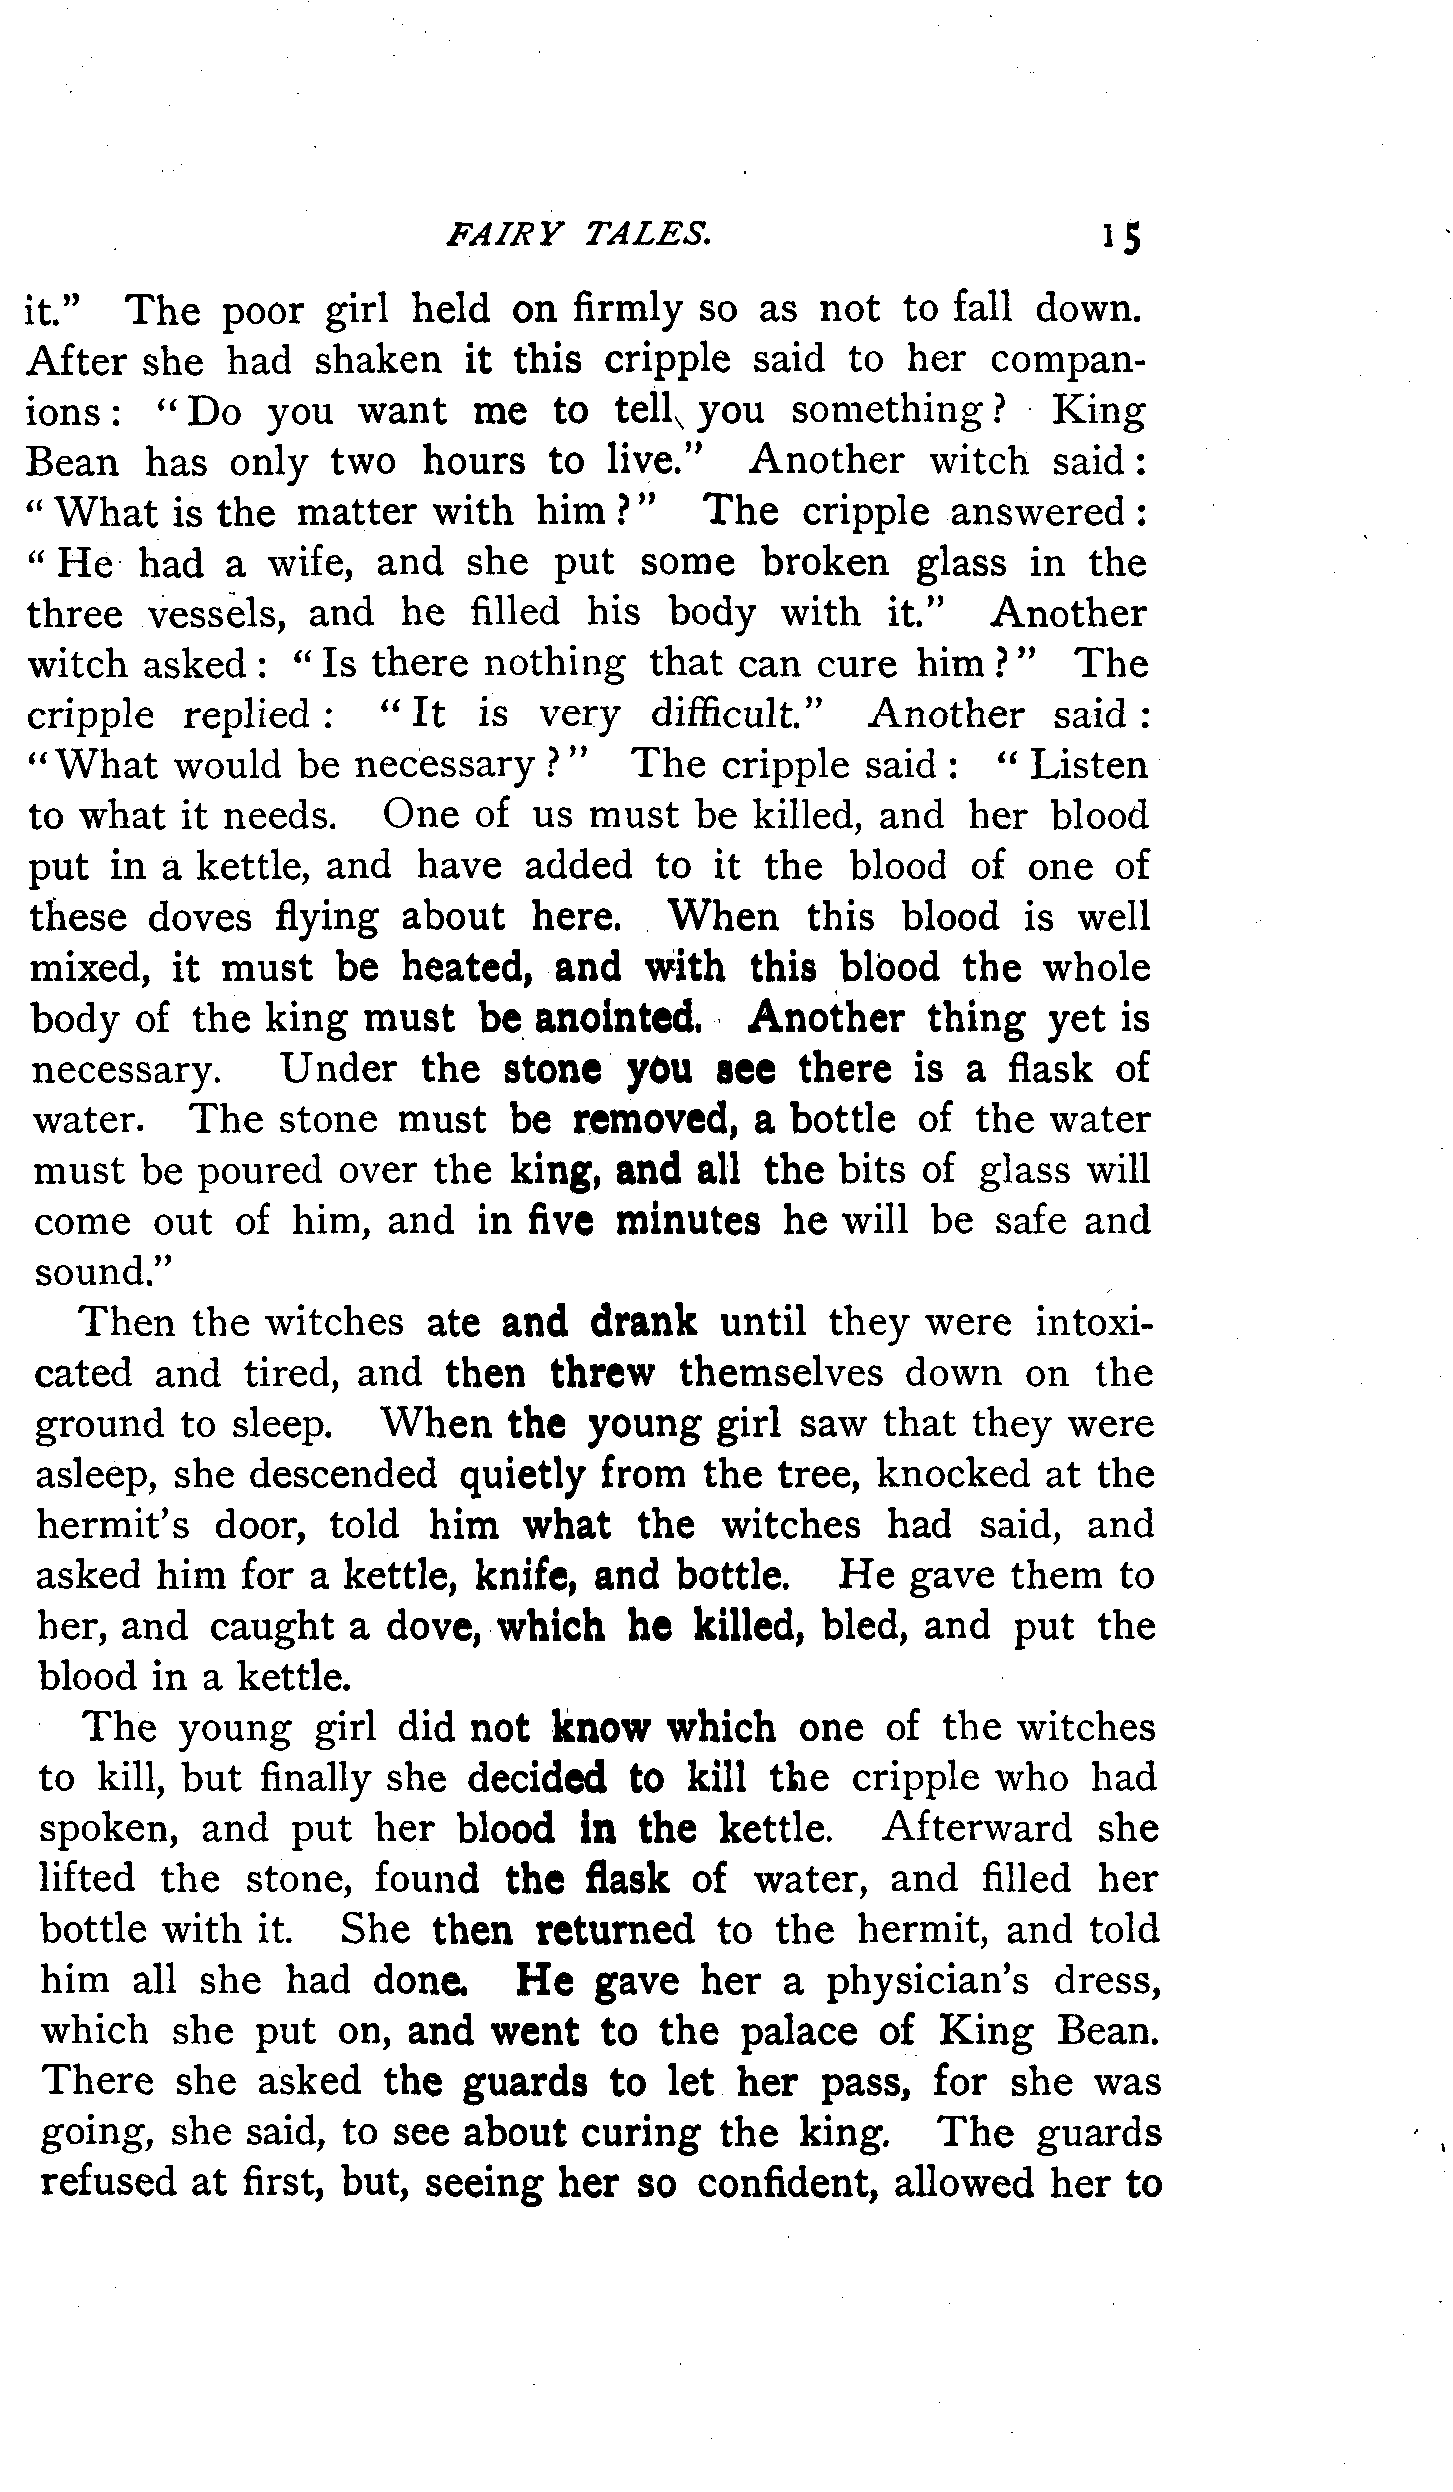 FAIRY TALES. 15
it." The poor girl held on firmly so as not to fall down.
After she had shaken it this cripple said to her compan-
ions: "Do you want me to tell you something? King
Bean has only two hours to live." Another witch said:
"What is the matter with him?" The cripple answered:
"He had a wife, and she put some broken glass in the
three vessels, and he filled his body with it." Another
witch asked: "Is there nothing that can cure him?" The
cripple replied: "It is very difficult." Another said:
"What would be necessary?" The cripple said: "Listen
to what it needs. One of us must be killed, and her blood
put in a kettle, and have added to it the blood of one of
these doves flying about here. When this blood is well
mixed, it must be heated, and with this blood the whole
body of the king must be anointed. Another thing yet is
necessary. Under the stone you see there is a flask of
water. The stone must be removed, a bottle of the water
must be poured over the king, and all the bits of glass will
come out of him, and in five minutes he will be safe and
sound."
Then the witches ate and drank until they were intoxi-
cated and tired, and then threw themselves down on the
ground to sleep. When the young girl saw that they were
asleep, she descended quietly from the tree, knocked at the
hermit's door, told him what the witches had said, and
asked him for a kettle, knife, and bottle. He gave them to
her, and caught a dove, which he killed, bled, and put the
blood in a kettle.
The young girl did not know which one of the witches
to kill, but finally she decided to kill the cripple who had
spoken, and put her blood in the kettle. Afterward she
lifted the stone, found the flask of water, and filled her
bottle with it. She then returned to the hermit, and told
him all she had done. He gave her a physician's dress,
which she put on, and went to the palace of King Bean.
There she asked the guards to let her pass, for she was
going, she said, to see about curing the king. The guards
refused at first, but, seeing her so confident, allowed her to